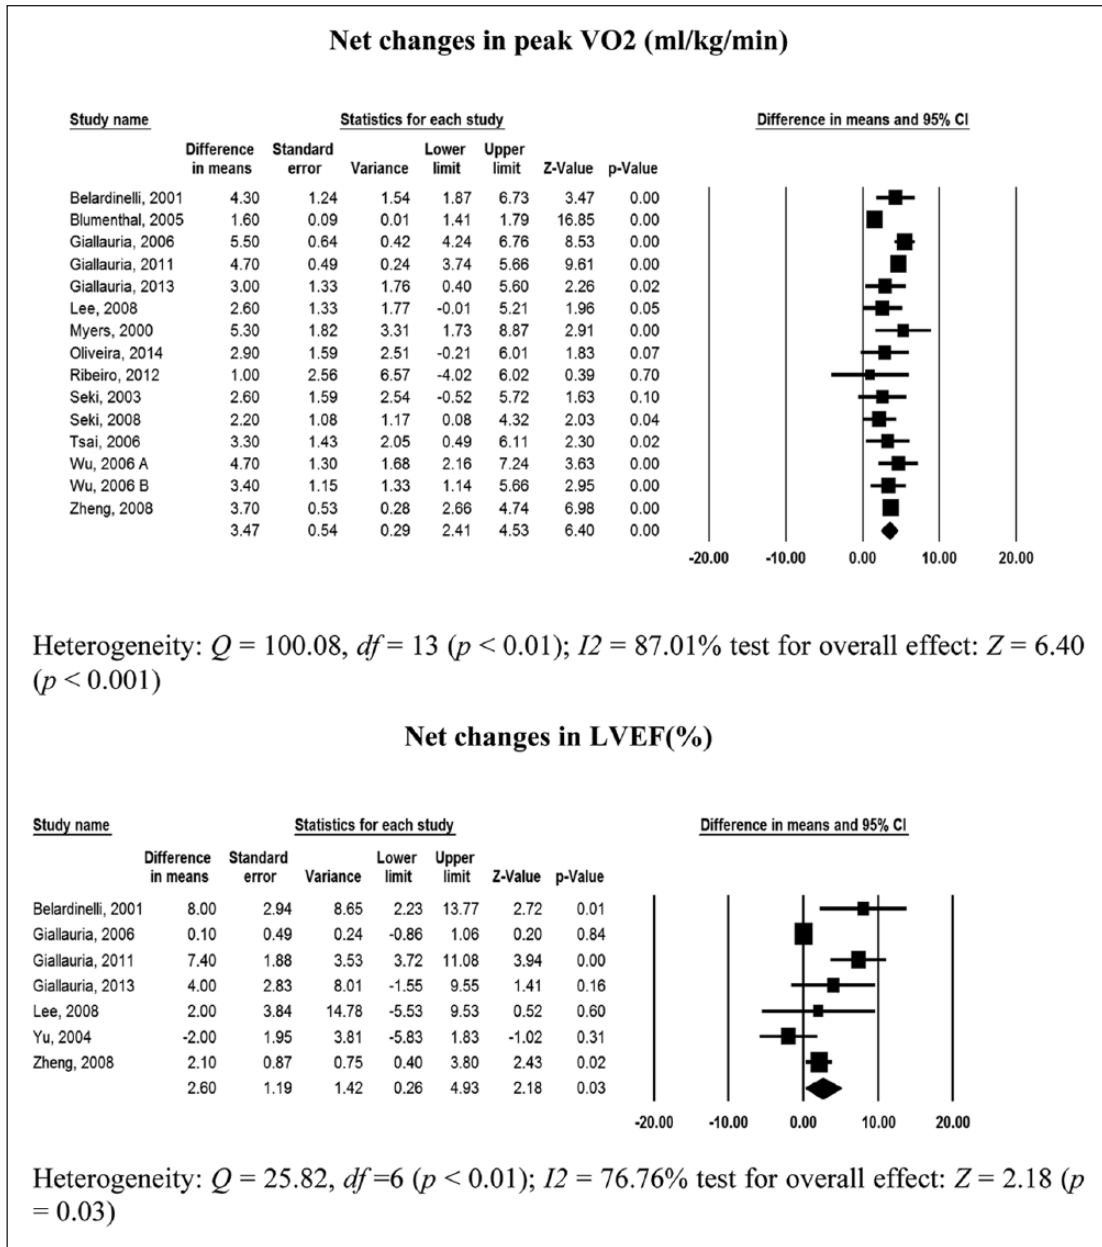 Net changes in peak VO2 (ml/kg/min)
Study name Statistics for each study Difference in means and 95% CI
Difference Standard Lower Upper
in means error Variance limit limit Z-Value p-Value
Belardinelli, 2001 4.30 1.24 1.54 1.87 6.73 3.47 0.00
Blumenthal, 2005 1.60 0.09 0.01 1.41 1.79 16.85 0.00
Giallauria, 2006 5.50 0.64 0.42 4.24 6.76 8.53 0.00
Giallauria, 2011 4.70 0.49 0.24 3.74 5.66 9.61 0.00
Giallauria, 2013 3.00 1.33 1.76 0.40 5.60 2.26 0.02
Lee, 2008 2.60 1.33 1.77 -0.01 5.21 1.96 0.05
Myers, 2000 5.30 1.82 3.31 1.73 8.87 2.91 0.00
Oliveira, 2014 2.90 1.59 2.51 -0.21 6.01 1.83 0.07
Ribeiro, 2012 1.00 2.56 6.57 -4.02 6.02 0.39 0.70
Seki, 2003 2.60 1.59 2.54 -0.52 5.72 1.63 0.10
Seki, 2008 2.20 1.08 1.17 0.08 4.32 2.03 0.04
Tsai, 2006 3.30 1.43 2.05 0.49 6.11 2.30 0.02
Wu, 2006 A 4.70 1.30 1.68 2.16 7.24 3.63 0.00
Wu, 2006 B 3.40 1.15 1.33 1.14 5.66 2.95 0.00
Zheng, 2008 3.70 0.53 0.28 2.66 4.74 6.98 0.00
3.47 0.54 0.29 2.41 4.53 6.40 0.00
-20.00 -10.00 0.00 10.00 20.00
Heterogeneity: Q = 100.08, df = 13 (p < 0.01); I2 = 87.01% test for overall effect: Z = 6.40
(p < 0.001)
Net changes in LVEF(%)
Study name Statistics for each study Difference in means and 95% CI
Difference Standard Lower Upper
in means error Variance limit limit Z-Value p-Value
Belardinelli, 2001 8.00 2.94 8.65 2.23 13.77 2.72 0.01
Giallauria, 2006 0.10 0.49 0.24 -0.86 1.06 0.20 0.84
Giallauria, 2011 7.40 1.88 3.53 3.72 11.08 3.94 0.00
Giallauria, 2013 4.00 2.83 8.01 -1.55 9.55 1.41 0.16
Lee, 2008 2.00 3.84 14.78 -5.53 9.53 0.52 0.60
Yu, 2004 -2.00 1.95 3.81 -5.83 1.83 -1.02 0.31
Zheng, 2008 2.10 0.87 0.75 0.40 3.80 2.43 0.02
2.60 1.19 1.42 0.26 4.93 2.18 0.03
-20.00 -10.00 0.00 10.00 20.00
Heterogeneity: Q = 25.82, df =6 (p < 0.01); I2 = 76.76% test for overall effect: Z = 2.18 (p
= 0.03)